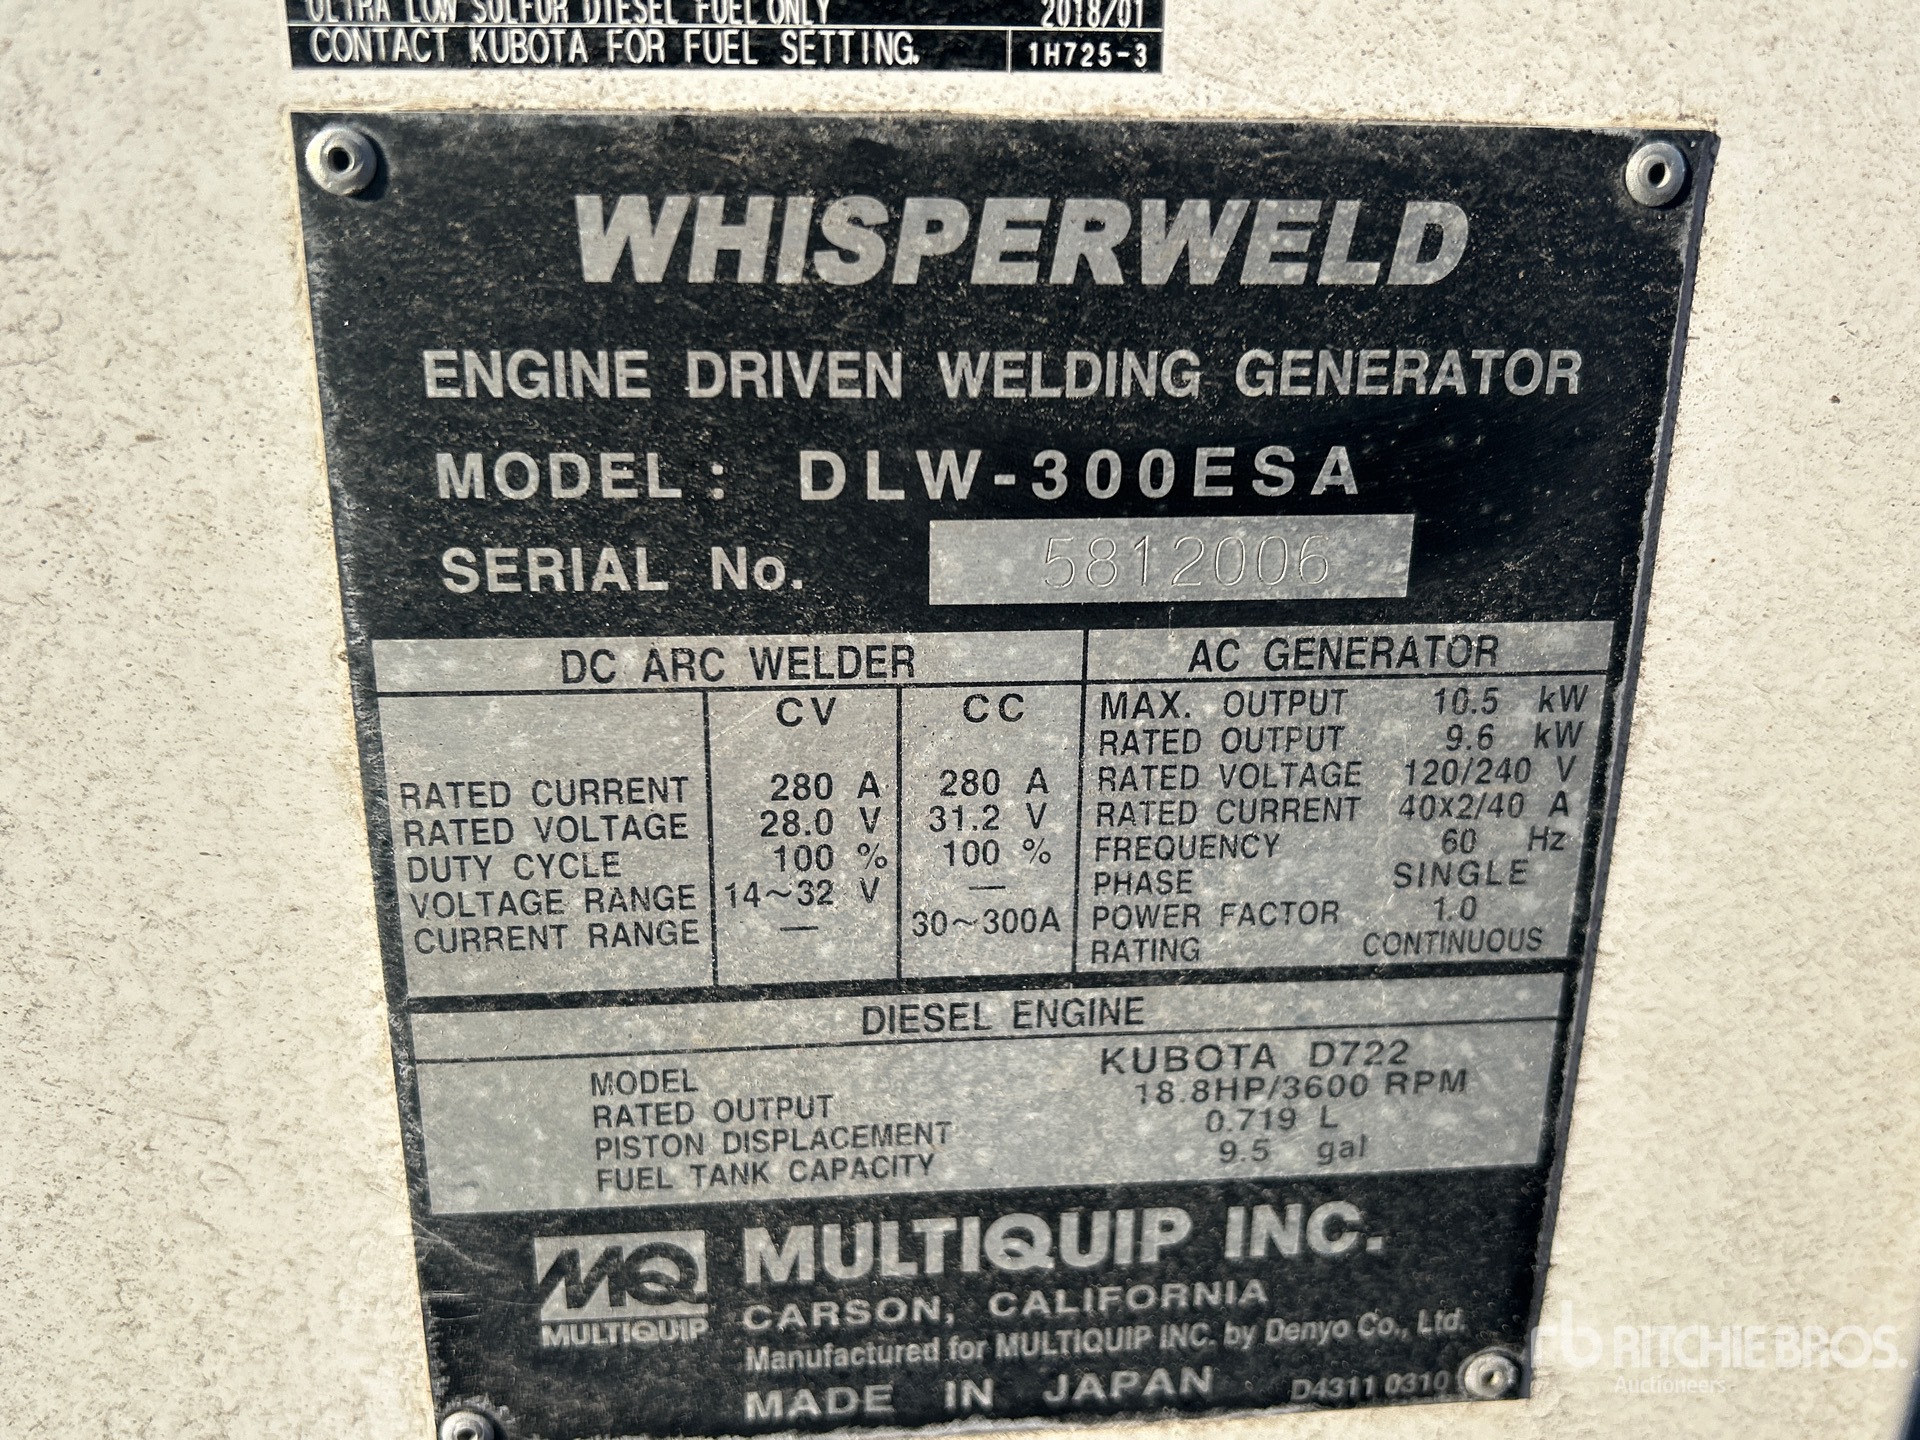 ULTRA LOW SULFUR DIESEL FUEL ONLY 2018/01
CONTACT KUBOTA FOR FUEL SETTING. 1H725-3
WHISPERWELD
ENGINE DRIVEN WELDING GENERATOR
MODEL : DLW-300ESA
SERIAL No. 5812006
DC ARC WELDER
CV CC
RATED CURRENT 280 A 280 A
RATED VOLTAGE 28.0 V 31.2 V
DUTY CYCLE 100 % 100 %
VOLTAGE RANGE 14~32 V —
CURRENT RANGE — 30~300A
AC GENERATOR
MAX. OUTPUT 10.5 kW
RATED OUTPUT 9.6 kW
RATED VOLTAGE 120/240 V
RATED CURRENT 40x2/40 A
FREQUENCY 60 Hz
PHASE SINGLE
POWER FACTOR 1.0
RATING CONTINUOUS
DIESEL ENGINE
MODEL KUBOTA D722
RATED OUTPUT 18.8HP/3600 RPM
PISTON DISPLACEMENT 0.719 L
FUEL TANK CAPACITY 9.5 gal
MQ MULTIQUIP
MULTIQUIP INC.
CARSON, CALIFORNIA
Manufactured for MULTIQUIP INC. by Denyo Co., Ltd.
MADE IN JAPAN D4311 0310
rb RITCHIE BROS.
Auctioneers